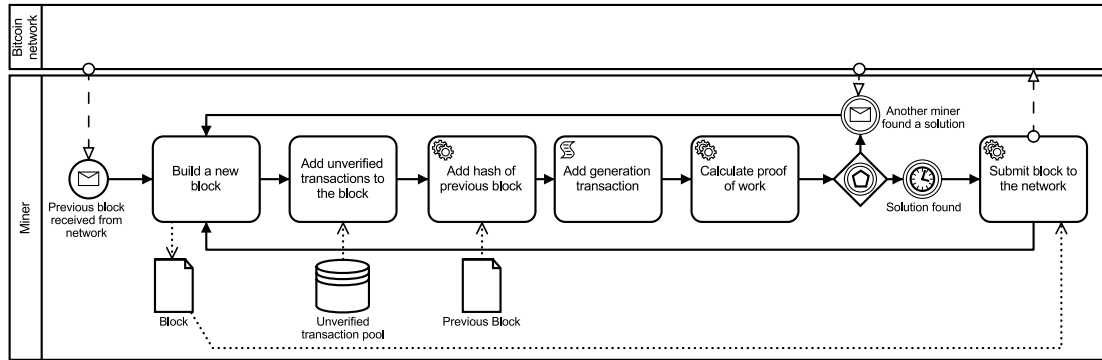 Bitcoin
network
Miner
Previous block
received from
network
Build a new
block
Add unverified
transactions to
the block
Add hash of
previous block
Add generation
transaction
Calculate proof
of work
Another miner
found a solution
Solution found
Submit block to
the network
Block
Unverified
transaction pool
Previous Block